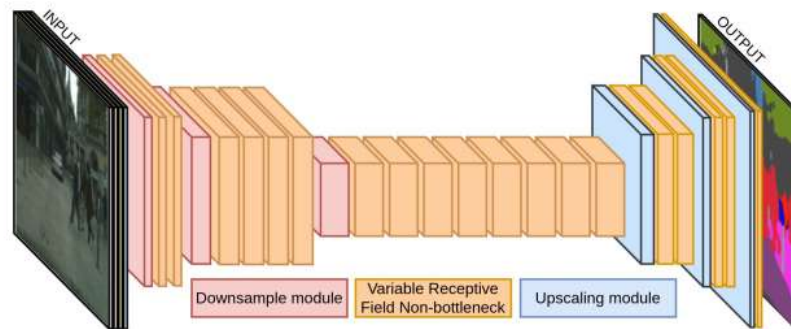 INPUT
OUTPUT
Downsample module
Variable Receptive
Field Non-bottleneck
Upscaling module